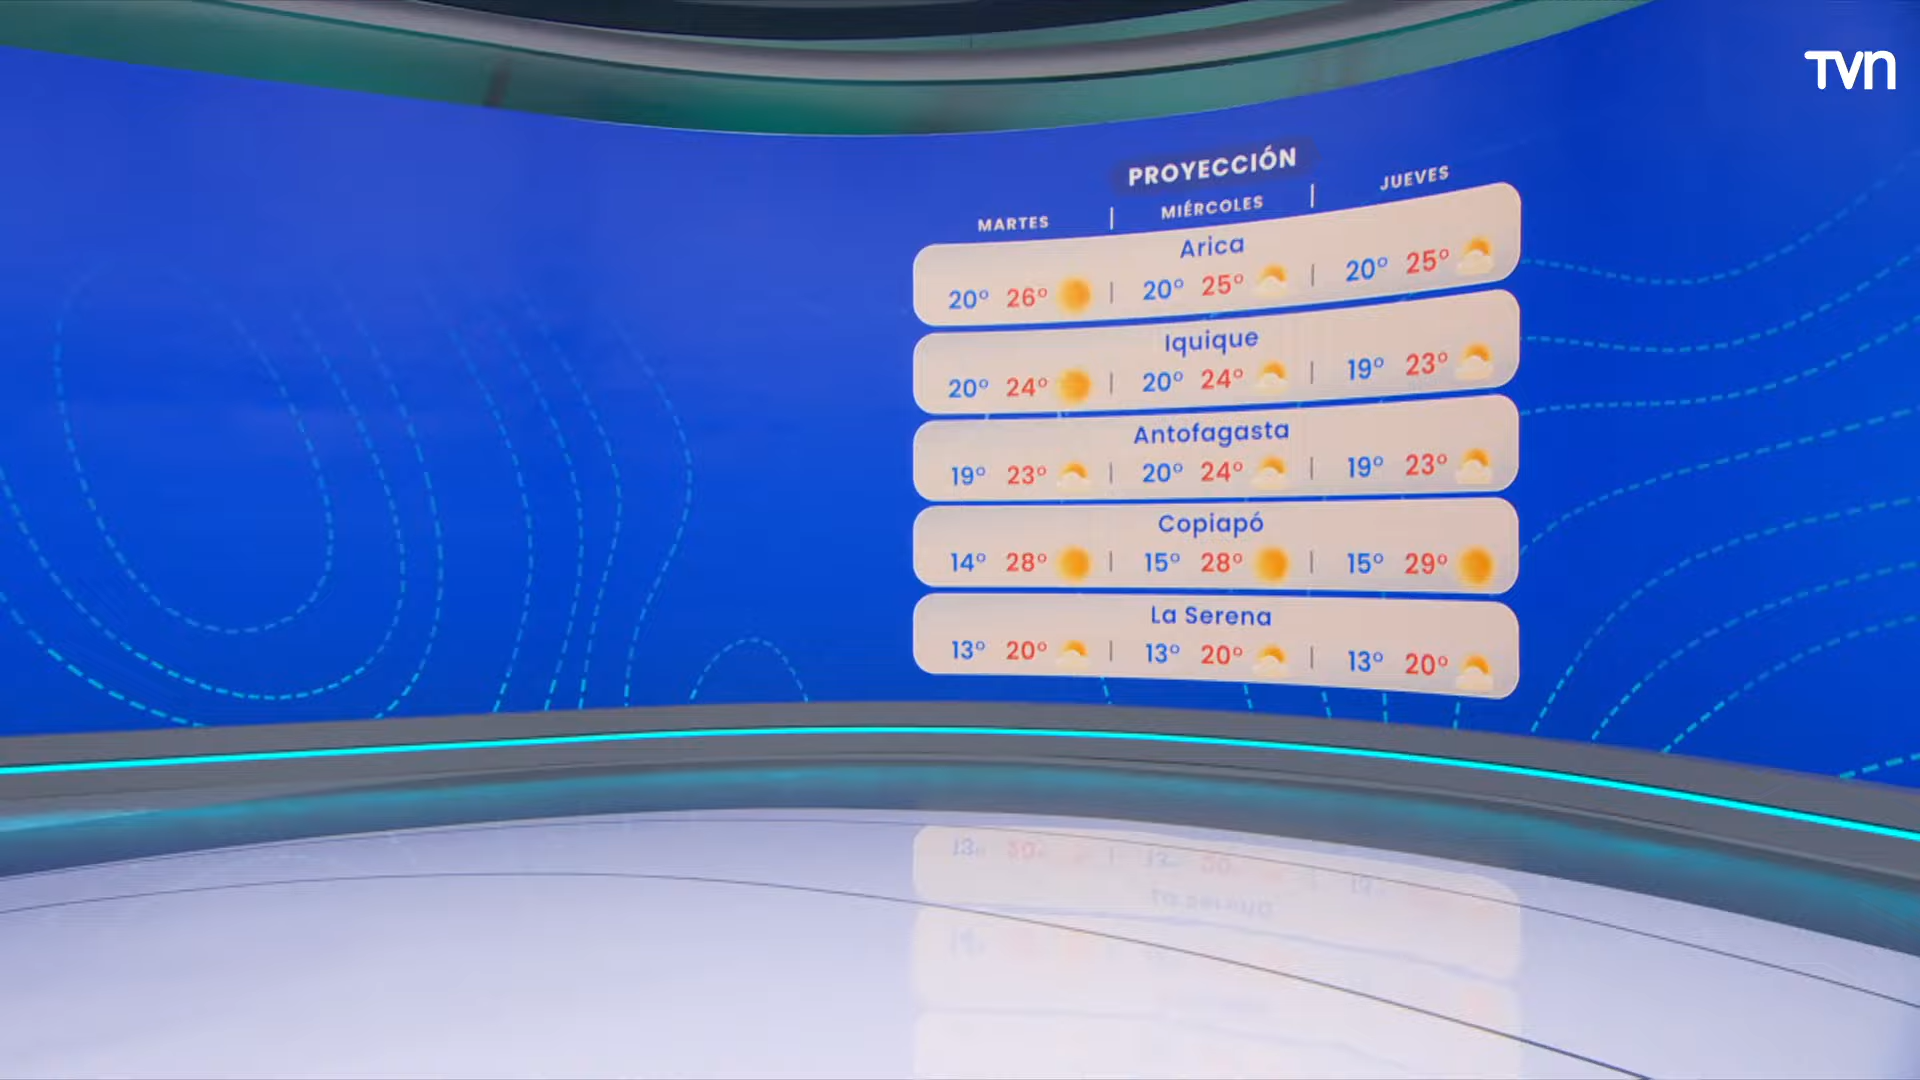 TVN
PROYECCIÓN
MARTES | MIÉRCOLES | JUEVES
Arica
20° 26° | 20° 25° | 20° 25°
Iquique
20° 24° | 20° 24° | 19° 23°
Antofagasta
19° 23° | 20° 24° | 19° 23°
Copiapó
14° 28° | 15° 28° | 15° 29°
La Serena
13° 20° | 13° 20° | 13° 20°